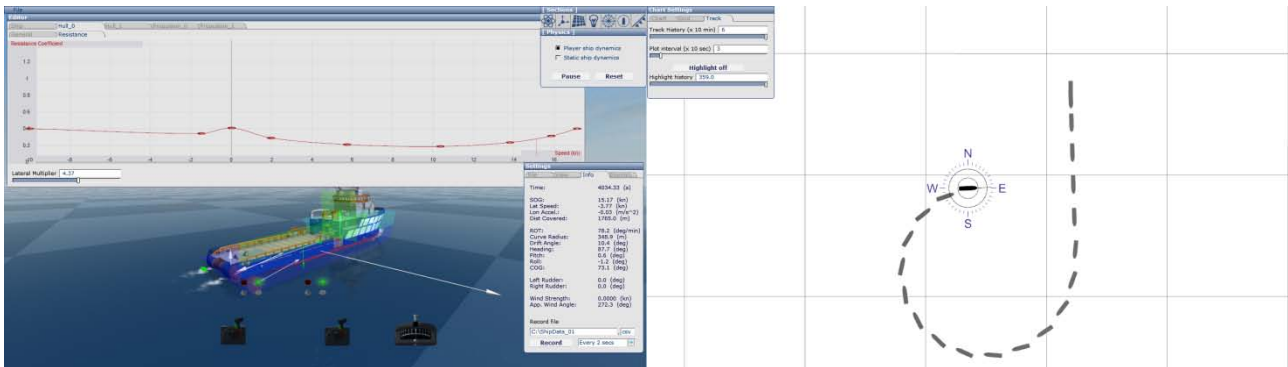 File
Editor
Ship
Hull_0
Hull_1
General
Resistance
Resistance Coefficient
1.2
1
0.8
0.6
0.3
-8
-6
-4
-2
0
2
4
6
8
10
12
14
16
Speed (kn)
Lateral Multiplier
4.37
[ Sections ]
[ Physics ]
Player ship dynamics
Static ship dynamics
Pause
Reset
Chart Settings
Chart
Grid
Track
Track History (x 10 min)
6
Plot interval (x 10 sec)
3
Highlight off
Highlight history
359.0
Settings
Info
Time: 4034.33 (s)
SOG: 15.17 (kn)
Lat Speed: -3.77 (kn)
Lon Accel.: -0.03 (m/s^2)
Dist Covered: 1765.0 (m)
ROT: 78.2 (deg/min)
Curve Radius: 348.9 (m)
Drift Angle: 10.4 (deg)
Heading: 87.7 (deg)
Pitch: 0.6 (deg)
Roll: -1.2 (deg)
COG: 73.1 (deg)
Left Rudder: 0.0 (deg)
Right Rudder: 0.0 (deg)
Wind Strength: 0.0000 (kn)
App. Wind Angle: 272.3 (deg)
Record file
C:\ShipData_01
.csv
Record
Every 2 secs
N
W
E
S